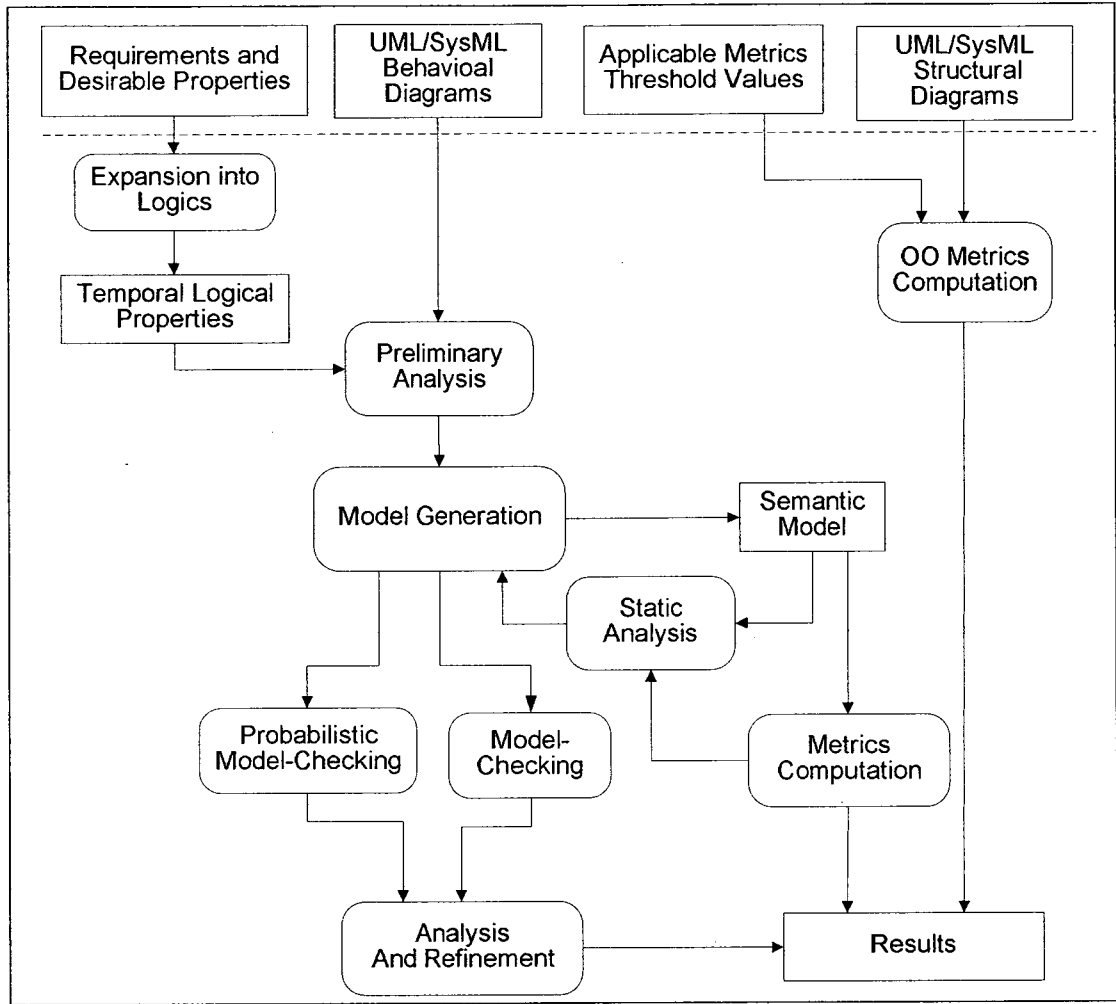 Requirements and
Desirable Properties
UML/SysML
Behavioal
Diagrams
Applicable Metrics
Threshold Values
UML/SysML
Structural
Diagrams
Expansion into
Logics
OO Metrics
Computation
Temporal Logical
Properties
Preliminary
Analysis
Model Generation
Semantic
Model
Static
Analysis
Probabilistic
Model-Checking
Model-
Checking
Metrics
Computation
Analysis
And Refinement
Results